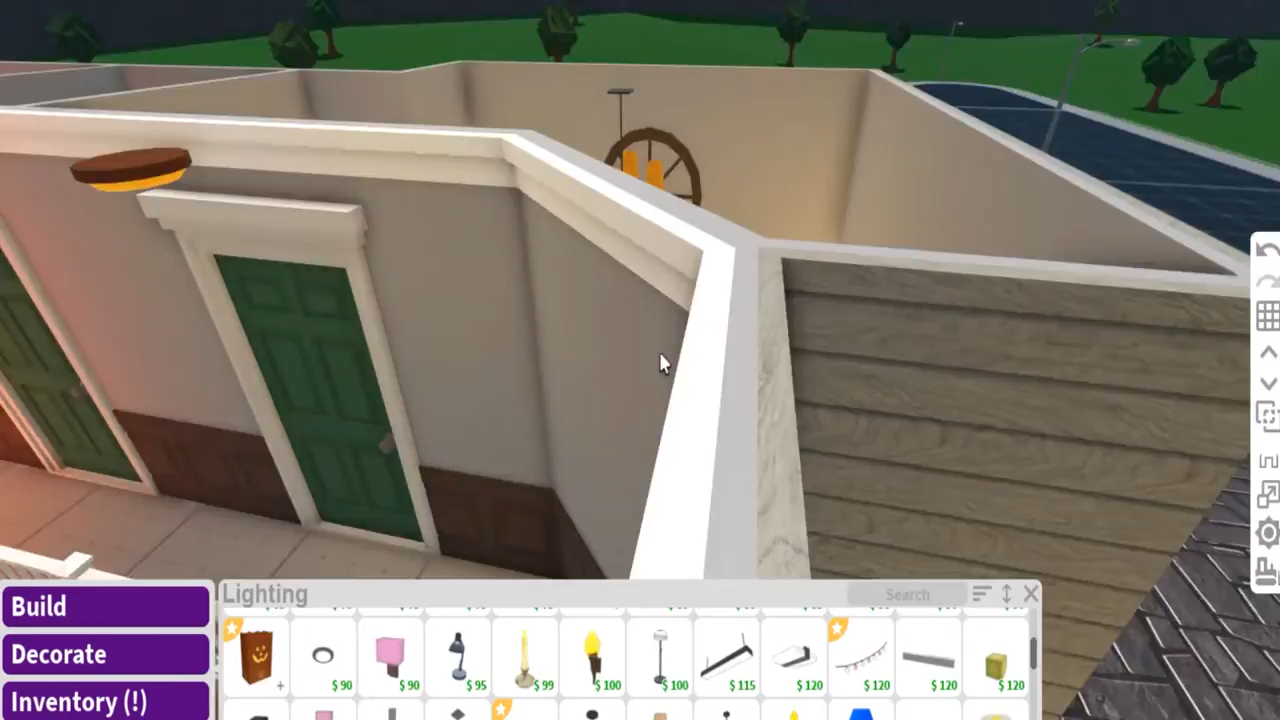 Build
Decorate
Inventory (!)
Lighting
Search
$ 90
$ 90
$ 95
$ 99
$ 100
$ 100
$ 115
$ 120
$ 120
$ 120
$ 120